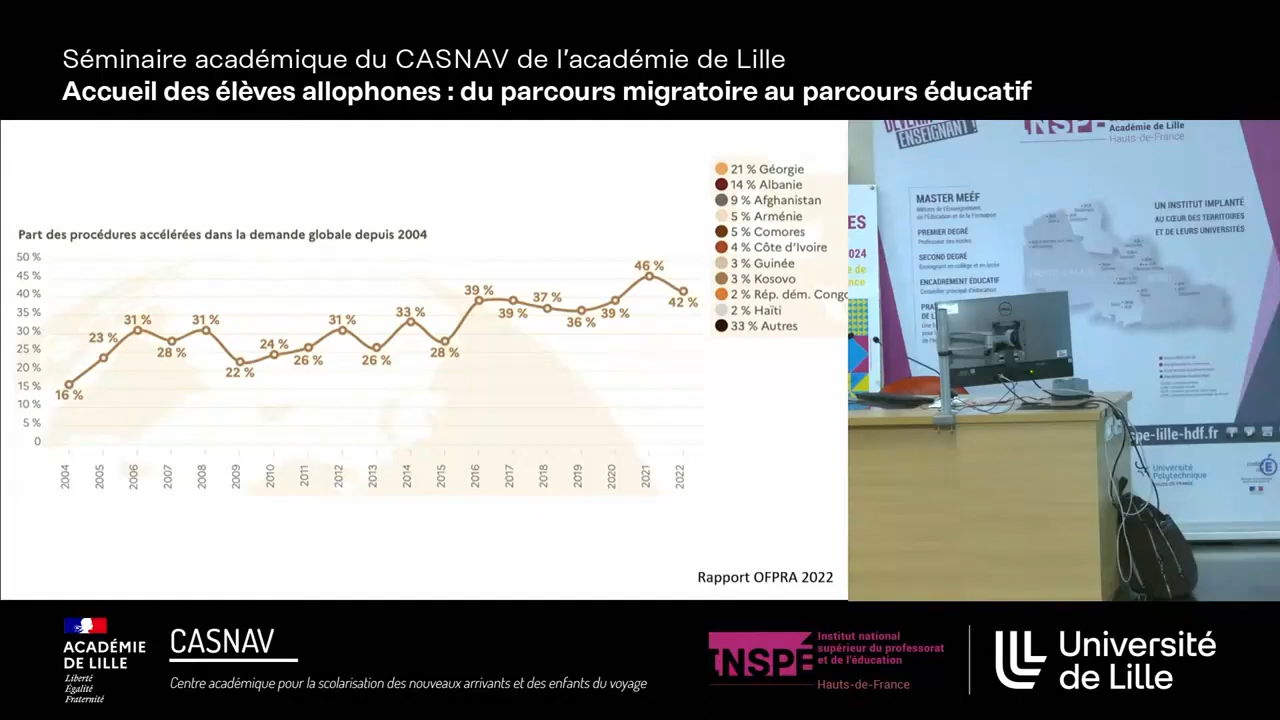 Séminaire académique du CASNAV de l'académie de Lille
Accueil des élèves allophones : du parcours migratoire au parcours éducatif
Part des procédures accélérées dans la demande globale depuis 2004
50 %
45 %
40 %
35 %
30 %
25 %
20 %
15 %
10 %
5 %
0
16 %
23 %
31 %
28 %
31 %
22 %
24 %
26 %
31 %
26 %
33 %
28 %
39 %
39 %
37 %
36 %
39 %
46 %
42 %
2004
2005
2006
2007
2008
2009
2010
2011
2012
2013
2014
2015
2016
2017
2018
2019
2020
2021
2022
21 % Géorgie
14 % Albanie
9 % Afghanistan
5 % Arménie
5 % Comores
4 % Côte d'Ivoire
3 % Guinée
3 % Kosovo
2 % Rép. dém. Congo
2 % Haïti
33 % Autres
Rapport OFPRA 2022
ENSEIGNANT !
INSPÉ
Académie de Lille
Hauts-de-France
MASTER MEÉF
Métiers de l'Enseignement,
de l'Éducation et de la Formation
PREMIER DEGRÉ
Professeur des écoles
SECOND DEGRÉ
Enseignant en collège et en lycée
ENCADREMENT ÉDUCATIF
Conseiller principal d'éducation
UN INSTITUT IMPLANTÉ
AU CŒUR DES TERRITOIRES
ET DE LEURS UNIVERSITÉS
ES
024
DELL
spe-lille-hdf.fr
Université
Polytechnique
HAUTS-DE-FRANCE
ACADÉMIE
DE LILLE
Liberté
Égalité
Fraternité
CASNAV
Centre académique pour la scolarisation des nouveaux arrivants et des enfants du voyage
INSPÉ
Institut national
supérieur du professorat
et de l'éducation
Hauts-de-France
Université
de Lille